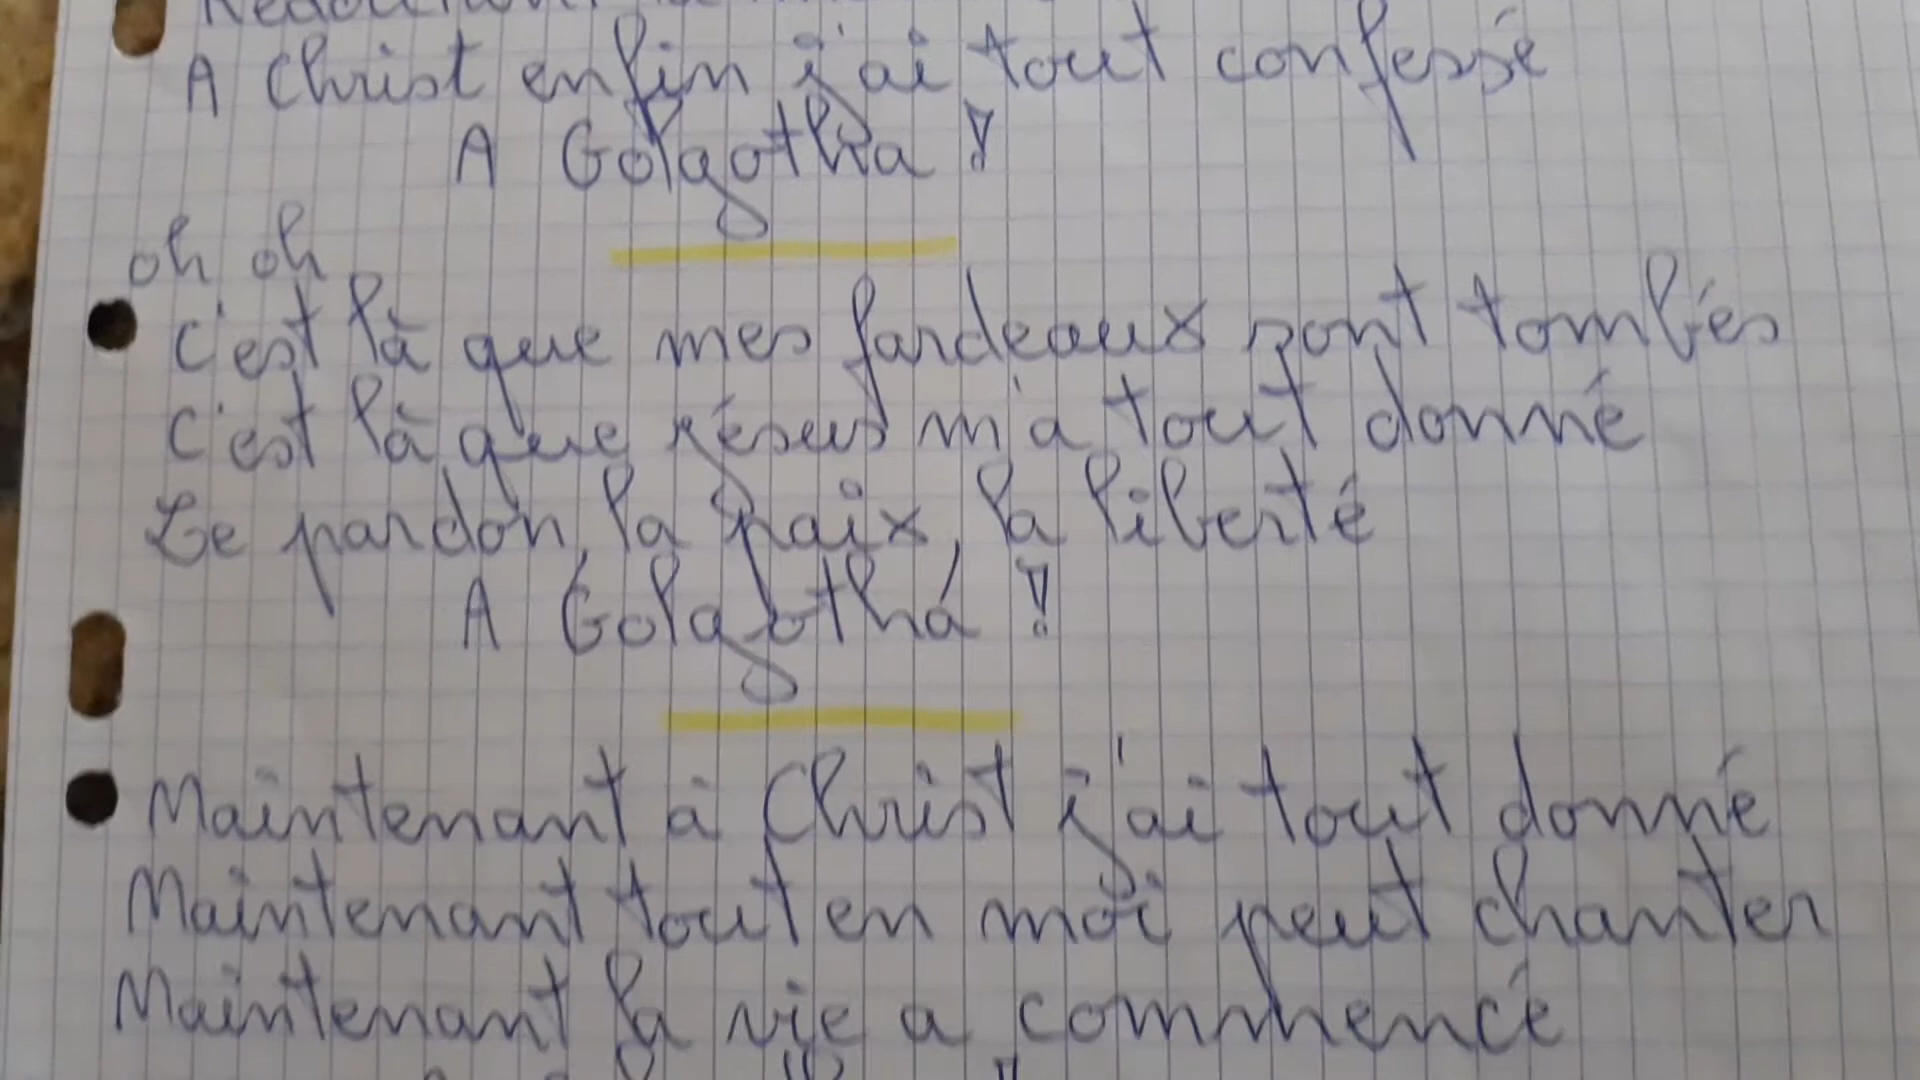 A Christ enfin j'ai tout confessé
A Golgotha !
oh oh
C'est là que mes fardeaux sont tombés
C'est là que Jésus m'a tout donné
Le pardon, la paix, la liberté
A Golgotha !
Maintenant à Christ j'ai tout donné
Maintenant tout en moi peut chanter
Maintenant la vie a commencé